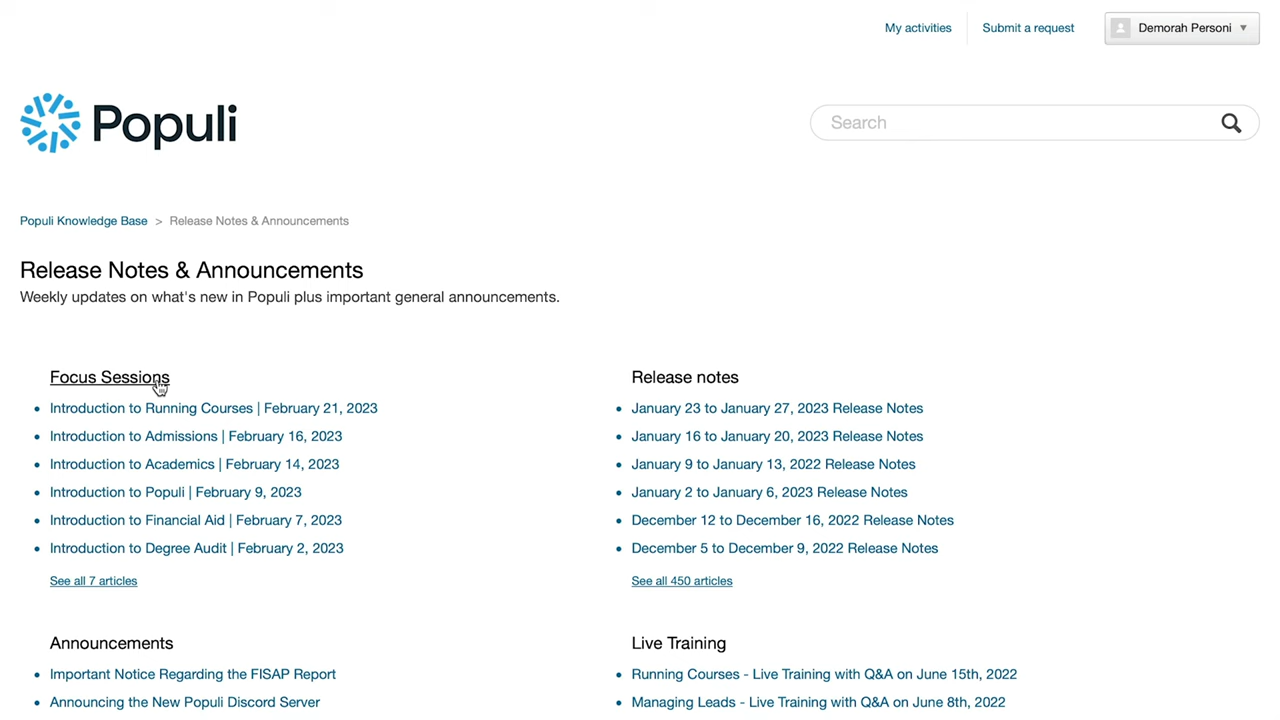 My activities
Submit a request
Demorah Personi ▼
Populi
Search
Populi Knowledge Base > Release Notes & Announcements
Release Notes & Announcements
Weekly updates on what's new in Populi plus important general announcements.
Focus Sessions
• Introduction to Running Courses | February 21, 2023
• Introduction to Admissions | February 16, 2023
• Introduction to Academics | February 14, 2023
• Introduction to Populi | February 9, 2023
• Introduction to Financial Aid | February 7, 2023
• Introduction to Degree Audit | February 2, 2023
See all 7 articles
Release notes
• January 23 to January 27, 2023 Release Notes
• January 16 to January 20, 2023 Release Notes
• January 9 to January 13, 2022 Release Notes
• January 2 to January 6, 2023 Release Notes
• December 12 to December 16, 2022 Release Notes
• December 5 to December 9, 2022 Release Notes
See all 450 articles
Announcements
• Important Notice Regarding the FISAP Report
• Announcing the New Populi Discord Server
Live Training
• Running Courses - Live Training with Q&A on June 15th, 2022
• Managing Leads - Live Training with Q&A on June 8th, 2022